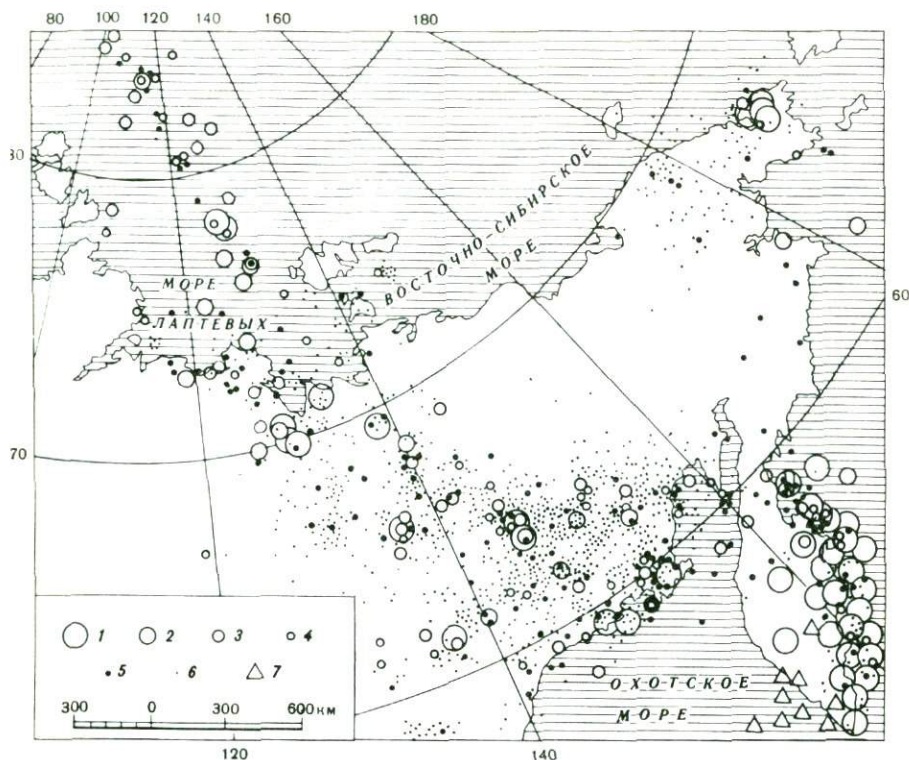 80 100 120 140 160 180
80
ВОСТОЧНО-СИБИРСКОЕ
МОРЕ
МОРЕ
ЛАПТЕВЫХ
60
70
1 2 3 4
5 6 7
ОХОТСКОЕ
МОРЕ
300 0 300 600 км
120 140